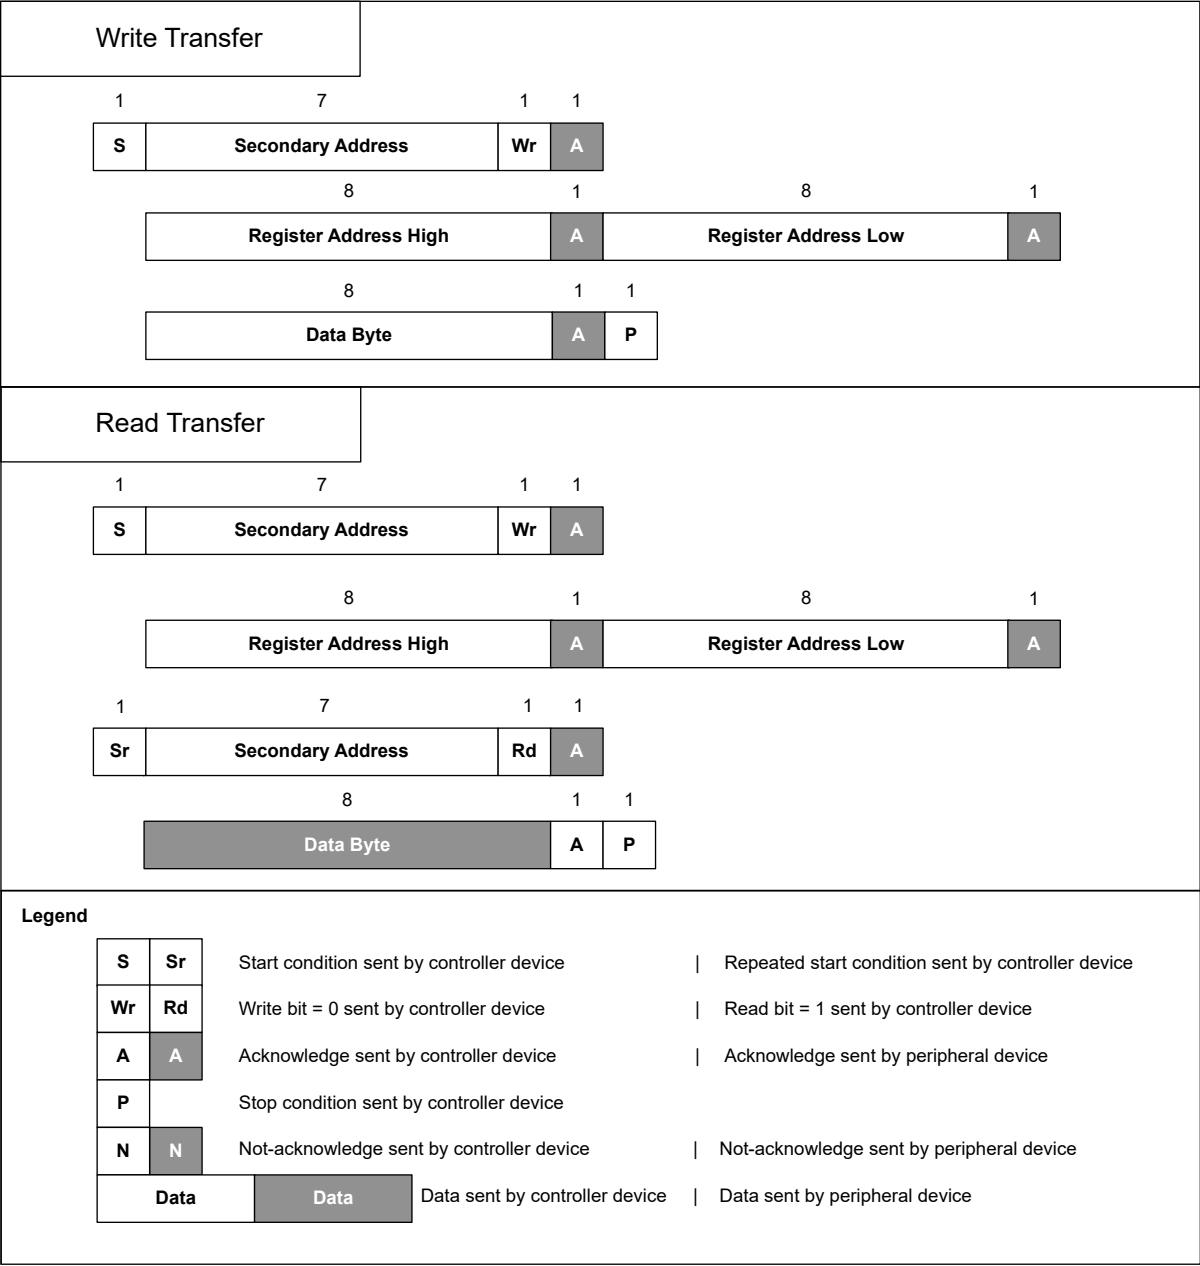 Write Transfer
1 7 1 1
S Secondary Address Wr A
8 1 8 1
Register Address High A Register Address Low A
8 1 1
Data Byte A P
Read Transfer
1 7 1 1
S Secondary Address Wr A
8 1 8 1
Register Address High A Register Address Low A
1 7 1 1
Sr Secondary Address Rd A
8 1 1
Data Byte A P
Legend
S Sr Start condition sent by controller device | Repeated start condition sent by controller device
Wr Rd Write bit = 0 sent by controller device | Read bit = 1 sent by controller device
A A Acknowledge sent by controller device | Acknowledge sent by peripheral device
P Stop condition sent by controller device
N N Not-acknowledge sent by controller device | Not-acknowledge sent by peripheral device
Data Data Data sent by controller device | Data sent by peripheral device